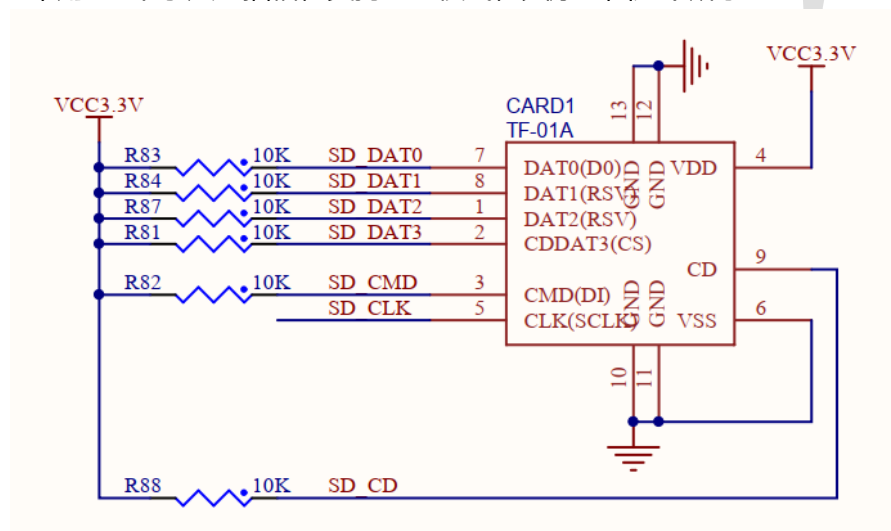 VCC3.3V
VCC3.3V
CARD1
TF-01A
13
12
R83 10K SD_DAT0 7 DAT0(D0) GND GND VDD 4
R84 10K SD_DAT1 8 DAT1(RSV)
R87 10K SD_DAT2 1 DAT2(RSV)
R81 10K SD_DAT3 2 CDDAT3(CS)
CD 9
R82 10K SD_CMD 3 CMD(DI) GND GND
SD_CLK 5 CLK(SCLK) VSS 6
10
11
R88 10K SD_CD